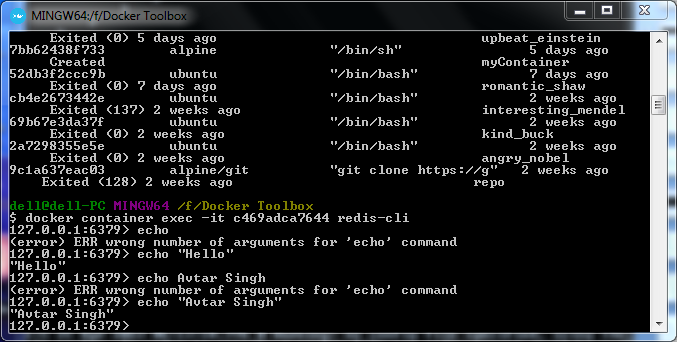 MINGW64:/f/Docker Toolbox
Exited (0) 5 days ago upbeat_einstein
7bb62438f733 alpine "/bin/sh" 5 days ago
Created myContainer
52db3f2ccc9b ubuntu "/bin/bash" 7 days ago
Exited (0) 7 days ago romantic_shaw
cb4e2673442e ubuntu "/bin/bash" 2 weeks ago
Exited (137) 2 weeks ago interesting_mendel
69b67e3da37f ubuntu "/bin/bash" 2 weeks ago
Exited (0) 2 weeks ago kind_buck
2a7298355e5e ubuntu "/bin/bash" 2 weeks ago
Exited (0) 2 weeks ago angry_nobel
9c1a637eac03 alpine/git "git clone https://g" 2 weeks ago
Exited (128) 2 weeks ago repo
dell@dell-PC MINGW64 /f/Docker Toolbox
$ docker container exec -it c469adca7644 redis-cli
127.0.0.1:6379> echo
(error) ERR wrong number of arguments for 'echo' command
127.0.0.1:6379> echo "Hello"
"Hello"
127.0.0.1:6379> echo Avtar Singh
(error) ERR wrong number of arguments for 'echo' command
127.0.0.1:6379> echo "Avtar Singh"
"Avtar Singh"
127.0.0.1:6379>